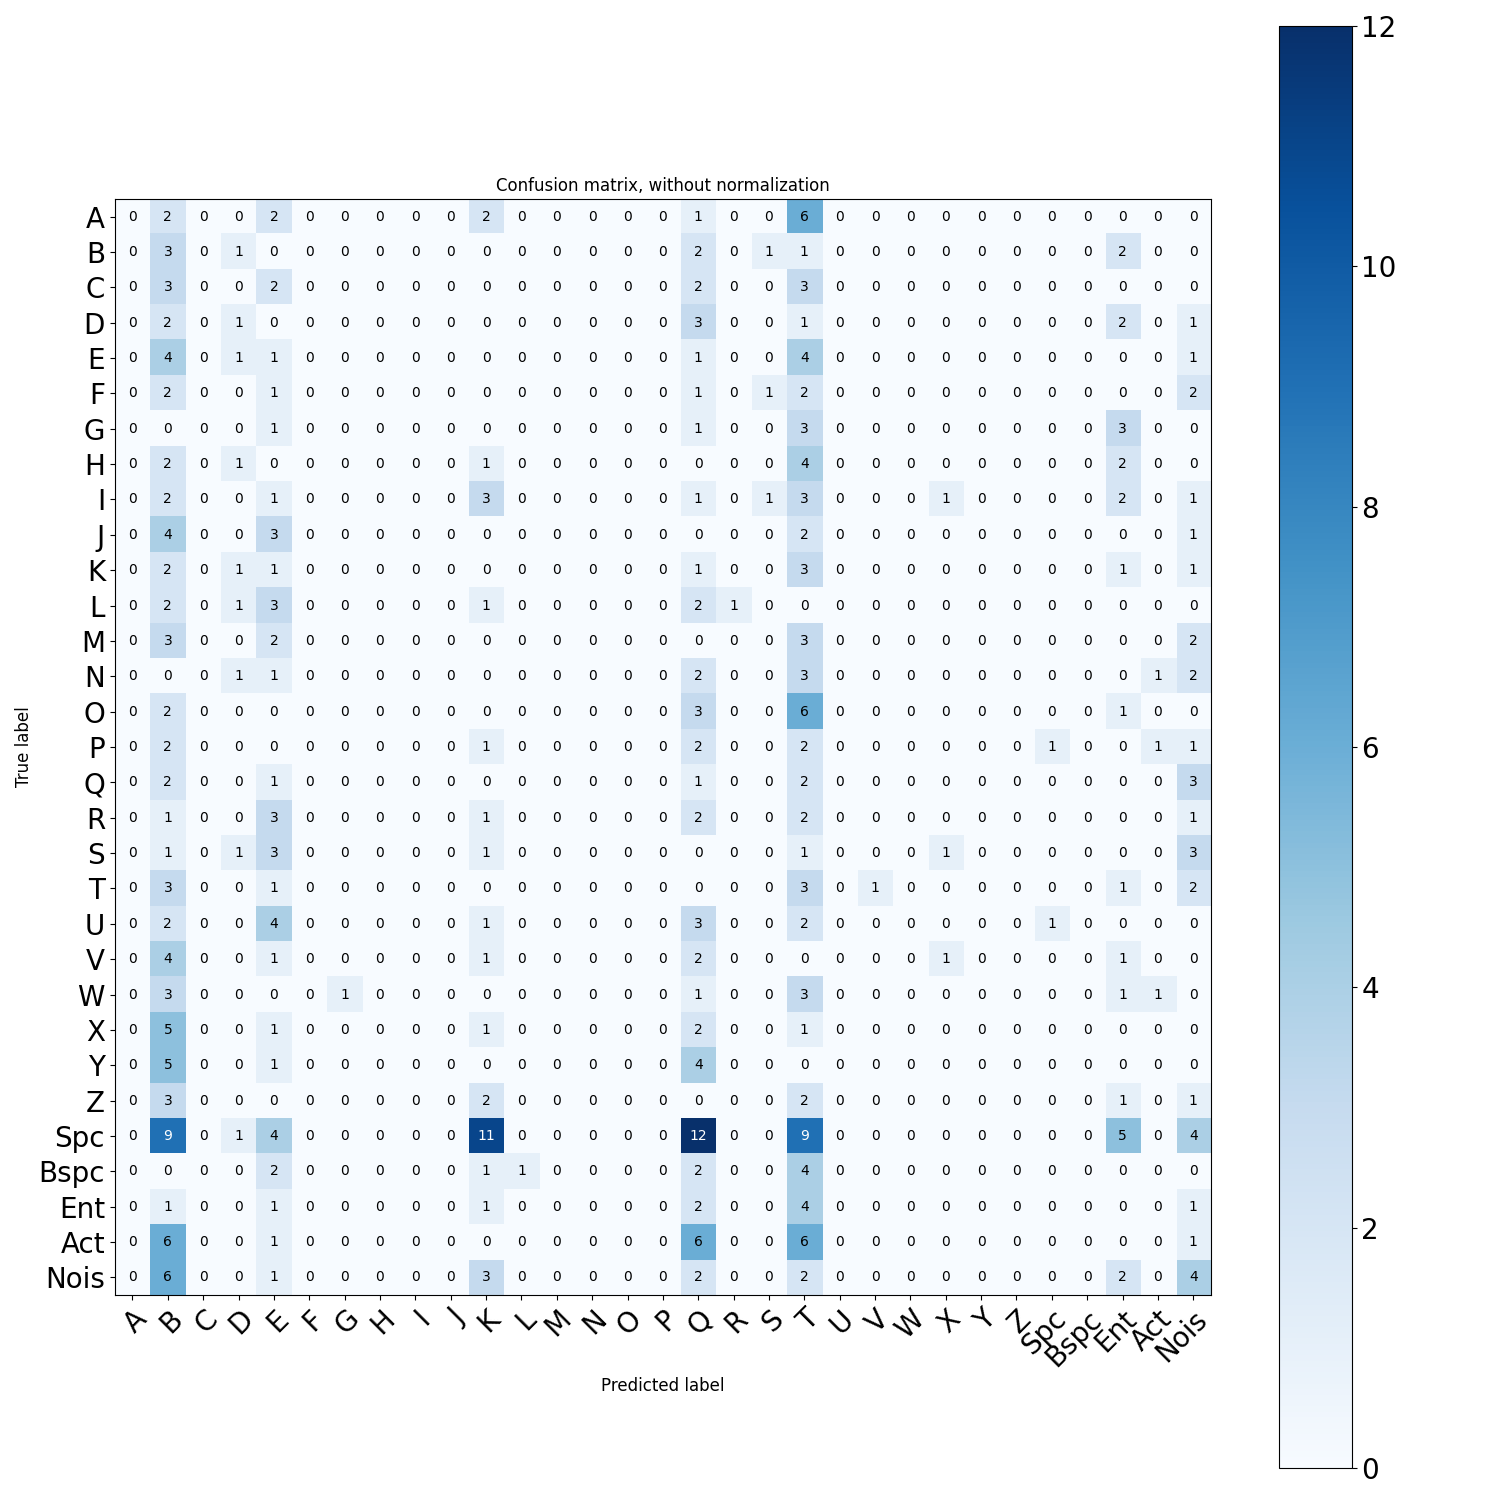 Confusion matrix, without normalization
A 0 2 0 0 2 0 0 0 0 0 2 0 0 0 0 0 1 0 0 6 0 0 0 0 0 0 0 0 0 0 0
B 0 3 0 1 0 0 0 0 0 0 0 0 0 0 0 0 2 0 1 1 0 0 0 0 0 0 0 0 2 0 0
C 0 3 0 0 2 0 0 0 0 0 0 0 0 0 0 0 2 0 0 3 0 0 0 0 0 0 0 0 0 0 0
D 0 2 0 1 0 0 0 0 0 0 0 0 0 0 0 0 3 0 0 1 0 0 0 0 0 0 0 0 2 0 1
E 0 4 0 1 1 0 0 0 0 0 0 0 0 0 0 0 1 0 0 4 0 0 0 0 0 0 0 0 0 0 1
F 0 2 0 0 1 0 0 0 0 0 0 0 0 0 0 0 1 0 1 2 0 0 0 0 0 0 0 0 0 0 2
G 0 0 0 0 1 0 0 0 0 0 0 0 0 0 0 0 1 0 0 3 0 0 0 0 0 0 0 0 3 0 0
H 0 2 0 1 0 0 0 0 0 0 1 0 0 0 0 0 0 0 0 4 0 0 0 0 0 0 0 0 2 0 0
I 0 2 0 0 1 0 0 0 0 0 3 0 0 0 0 0 1 0 1 3 0 0 0 1 0 0 0 0 2 0 1
J 0 4 0 0 3 0 0 0 0 0 0 0 0 0 0 0 0 0 0 2 0 0 0 0 0 0 0 0 0 0 1
K 0 2 0 1 1 0 0 0 0 0 0 0 0 0 0 0 1 0 0 3 0 0 0 0 0 0 0 0 1 0 1
L 0 2 0 1 3 0 0 0 0 0 1 0 0 0 0 0 2 1 0 0 0 0 0 0 0 0 0 0 0 0 0
M 0 3 0 0 2 0 0 0 0 0 0 0 0 0 0 0 0 0 0 3 0 0 0 0 0 0 0 0 0 0 2
N 0 0 0 1 1 0 0 0 0 0 0 0 0 0 0 0 2 0 0 3 0 0 0 0 0 0 0 0 0 1 2
O 0 2 0 0 0 0 0 0 0 0 0 0 0 0 0 0 3 0 0 6 0 0 0 0 0 0 0 0 1 0 0
P 0 2 0 0 0 0 0 0 0 0 1 0 0 0 0 0 2 0 0 2 0 0 0 0 0 0 1 0 0 1 1
Q 0 2 0 0 1 0 0 0 0 0 0 0 0 0 0 0 1 0 0 2 0 0 0 0 0 0 0 0 0 0 3
R 0 1 0 0 3 0 0 0 0 0 1 0 0 0 0 0 2 0 0 2 0 0 0 0 0 0 0 0 0 0 1
S 0 1 0 1 3 0 0 0 0 0 1 0 0 0 0 0 0 0 0 1 0 0 0 1 0 0 0 0 0 0 3
T 0 3 0 0 1 0 0 0 0 0 0 0 0 0 0 0 0 0 0 3 0 1 0 0 0 0 0 0 1 0 2
U 0 2 0 0 4 0 0 0 0 0 1 0 0 0 0 0 3 0 0 2 0 0 0 0 0 0 1 0 0 0 0
V 0 4 0 0 1 0 0 0 0 0 1 0 0 0 0 0 2 0 0 0 0 0 0 1 0 0 0 0 1 0 0
W 0 3 0 0 0 0 1 0 0 0 0 0 0 0 0 0 1 0 0 3 0 0 0 0 0 0 0 0 1 1 0
X 0 5 0 0 1 0 0 0 0 0 1 0 0 0 0 0 2 0 0 1 0 0 0 0 0 0 0 0 0 0 0
Y 0 5 0 0 1 0 0 0 0 0 0 0 0 0 0 0 4 0 0 0 0 0 0 0 0 0 0 0 0 0 0
Z 0 3 0 0 0 0 0 0 0 0 2 0 0 0 0 0 0 0 0 2 0 0 0 0 0 0 0 0 1 0 1
Spc 0 9 0 1 4 0 0 0 0 0 11 0 0 0 0 0 12 0 0 9 0 0 0 0 0 0 0 0 5 0 4
Bspc 0 0 0 0 2 0 0 0 0 0 1 1 0 0 0 0 2 0 0 4 0 0 0 0 0 0 0 0 0 0 0
Ent 0 1 0 0 1 0 0 0 0 0 1 0 0 0 0 0 2 0 0 4 0 0 0 0 0 0 0 0 0 0 1
Act 0 6 0 0 1 0 0 0 0 0 0 0 0 0 0 0 6 0 0 6 0 0 0 0 0 0 0 0 0 0 1
Nois 0 6 0 0 1 0 0 0 0 0 3 0 0 0 0 0 2 0 0 2 0 0 0 0 0 0 0 0 2 0 4
A B C D E F G H I J K L M N O P Q R S T U V W X Y Z Spc Bspc Ent Act Nois
Predicted label
True label
12
10
8
6
4
2
0